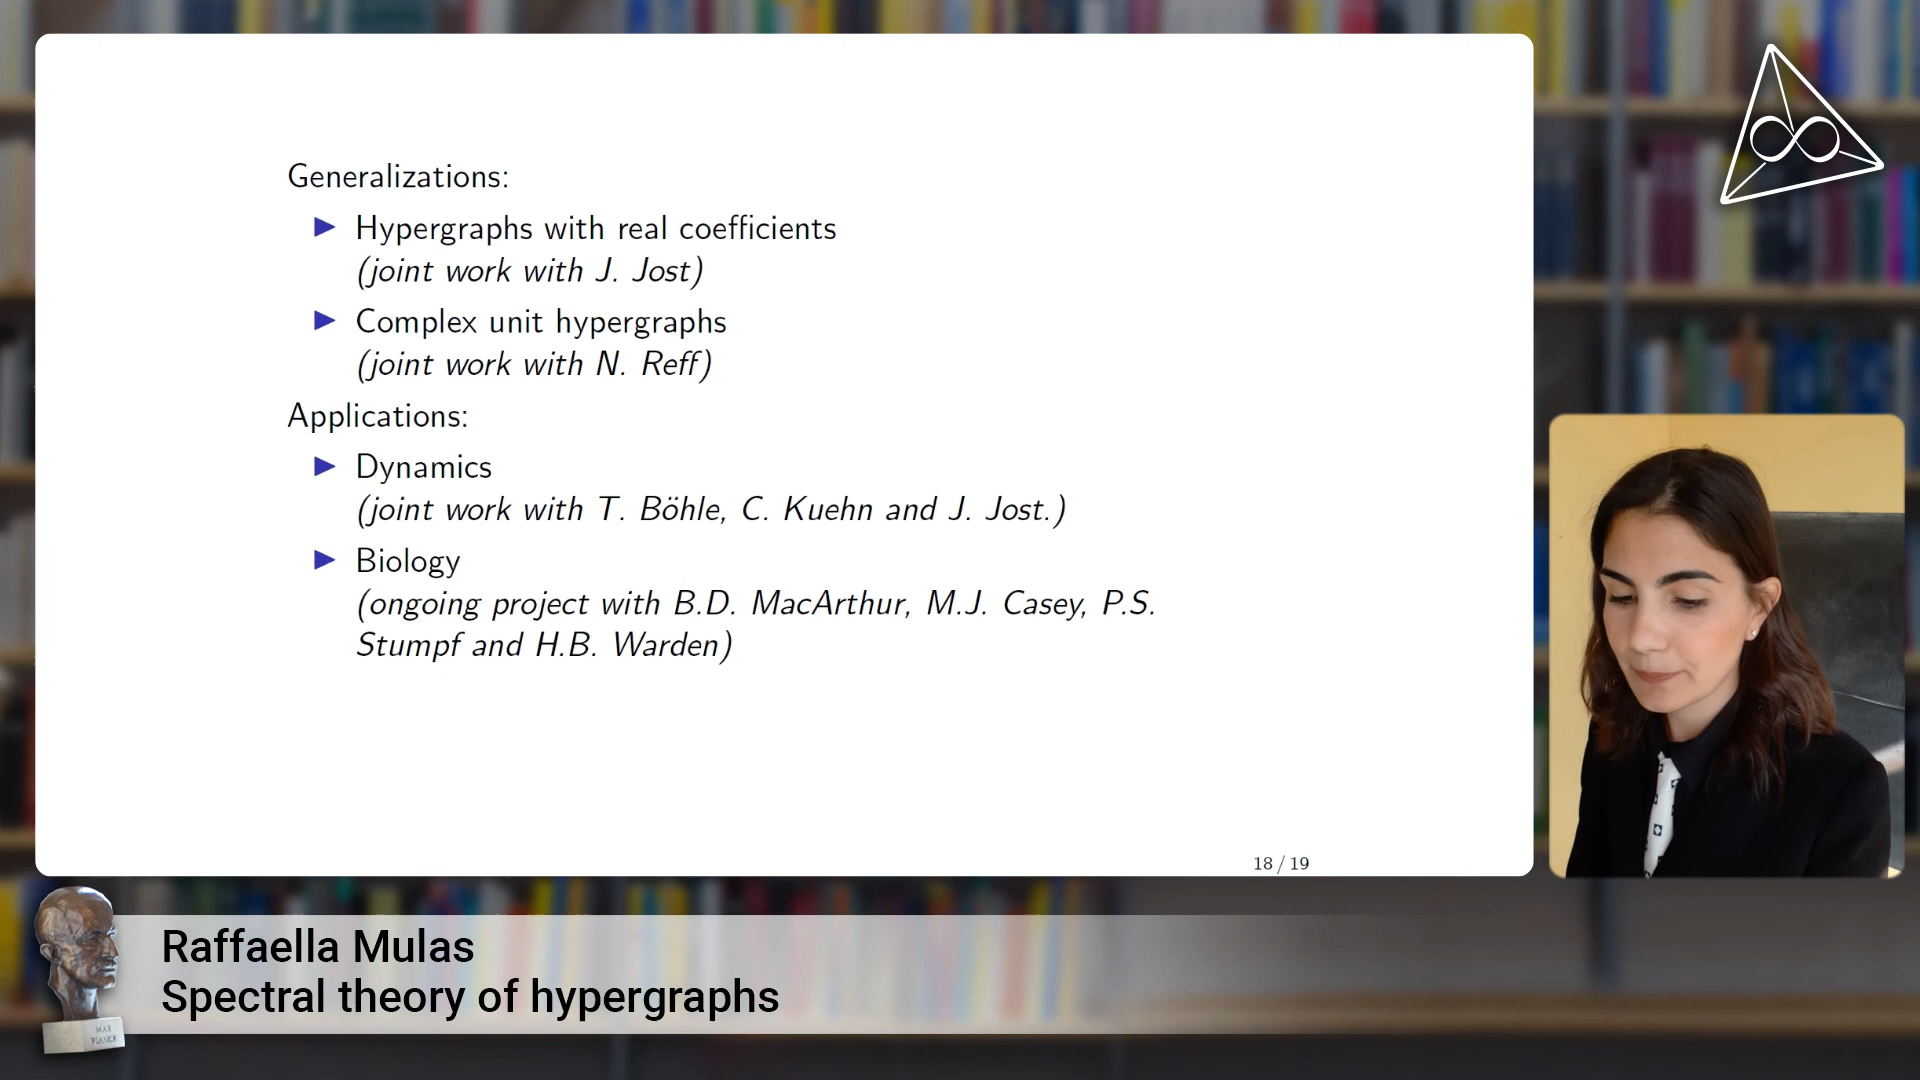 Generalizations:
▶ Hypergraphs with real coefficients
(joint work with J. Jost)
▶ Complex unit hypergraphs
(joint work with N. Reff)
Applications:
▶ Dynamics
(joint work with T. Böhle, C. Kuehn and J. Jost.)
▶ Biology
(ongoing project with B.D. MacArthur, M.J. Casey, P.S.
Stumpf and H.B. Warden)
18 / 19
Raffaella Mulas
Spectral theory of hypergraphs
MAX
PLANCK